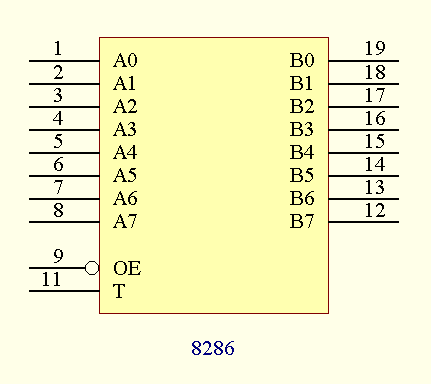 1 A0 B0 19
2 A1 B1 18
3 A2 B2 17
4 A3 B3 16
5 A4 B4 15
6 A5 B5 14
7 A6 B6 13
8 A7 B7 12
9 OE
11 T
8286